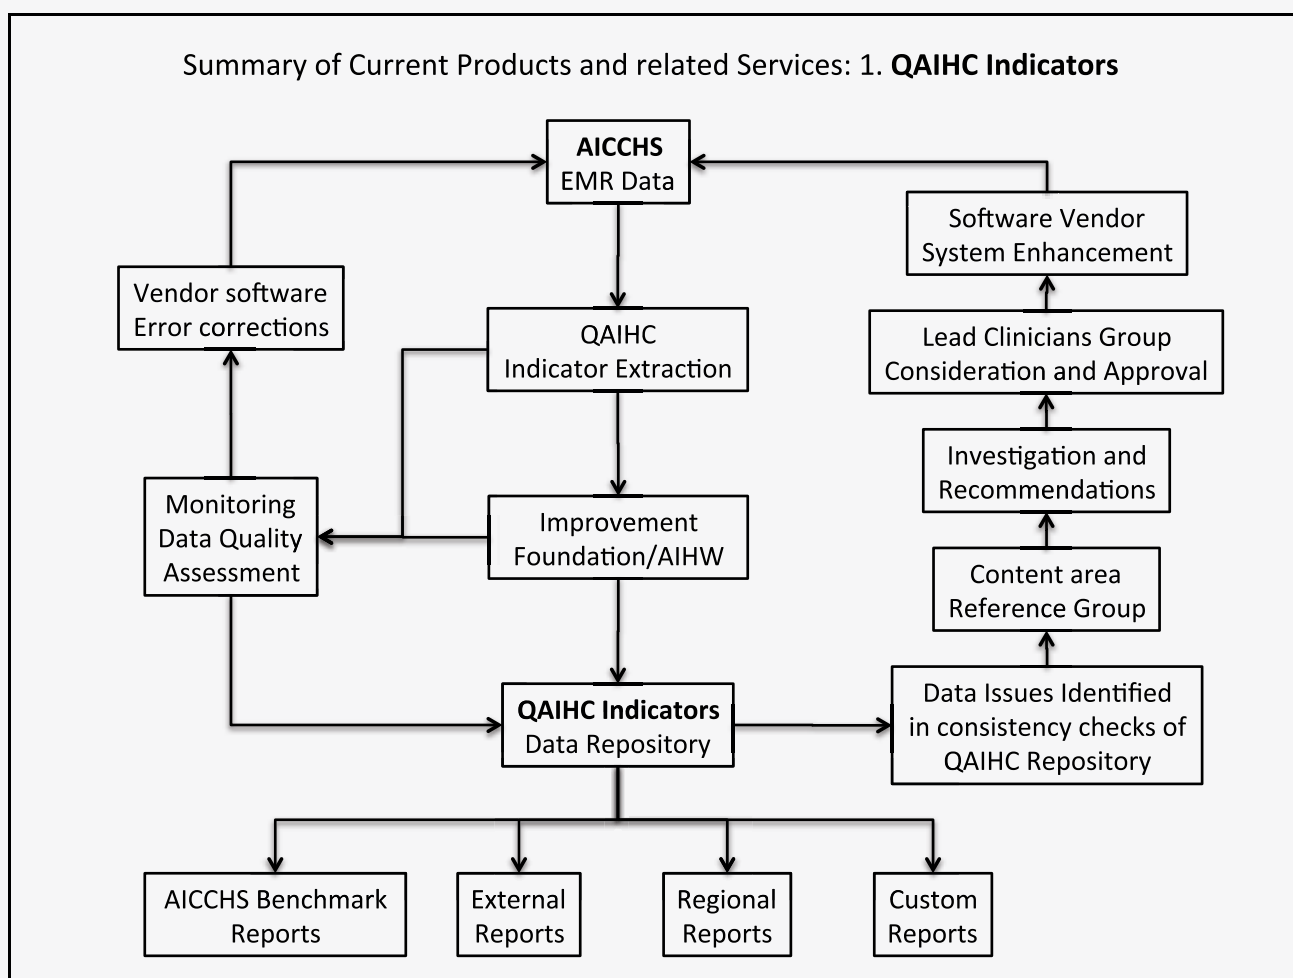 Summary of Current Products and related Services: 1. QAIHC Indicators
AICCHS
EMR Data
Software Vendor
System Enhancement
Vendor software
Error corrections
QAIHC
Indicator Extraction
Lead Clinicians Group
Consideration and Approval
Investigation and
Recommendations
Monitoring
Data Quality
Assessment
Improvement
Foundation/AIHW
Content area
Reference Group
QAIHC Indicators
Data Repository
Data Issues Identified
in consistency checks of
QAIHC Repository
AICCHS Benchmark
Reports
External
Reports
Regional
Reports
Custom
Reports